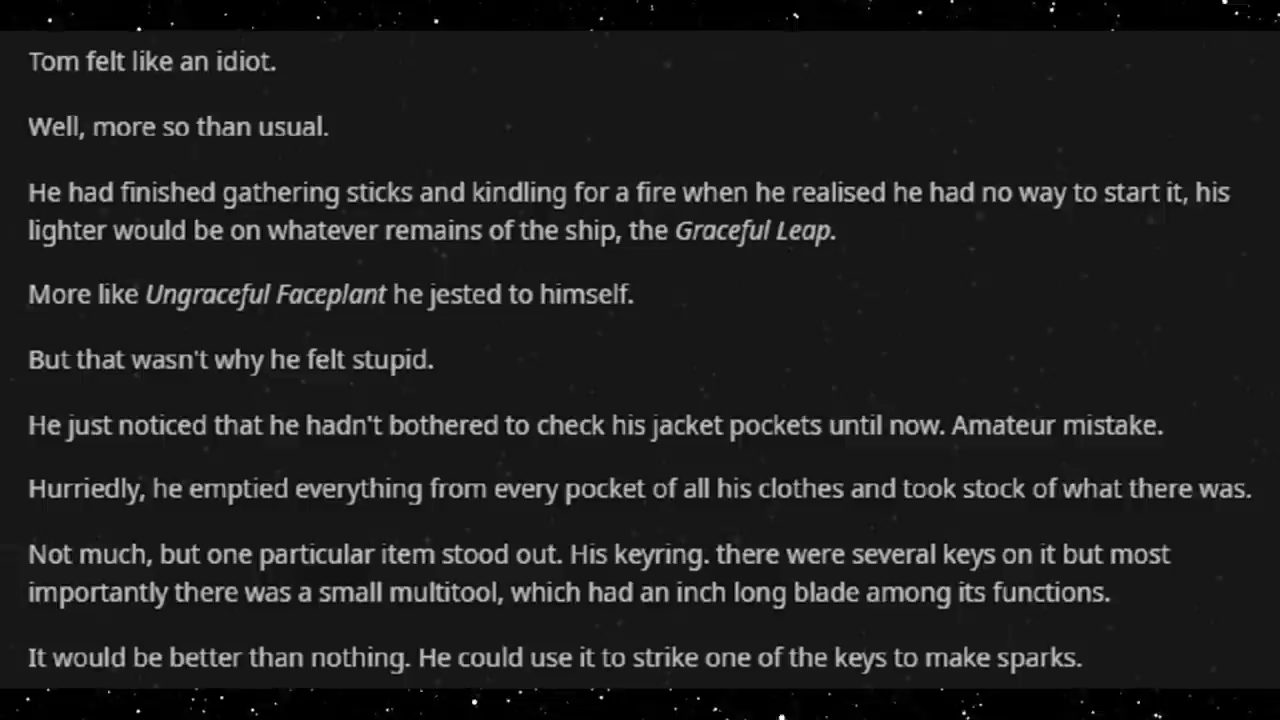 Tom felt like an idiot.
Well, more so than usual.
He had finished gathering sticks and kindling for a fire when he realised he had no way to start it, his
lighter would be on whatever remains of the ship, the Graceful Leap.
More like Ungraceful Faceplant he jested to himself.
But that wasn't why he felt stupid.
He just noticed that he hadn't bothered to check his jacket pockets until now. Amateur mistake.
Hurriedly, he emptied everything from every pocket of all his clothes and took stock of what there was.
Not much, but one particular item stood out. His keyring. there were several keys on it but most
importantly there was a small multitool, which had an inch long blade among its functions.
It would be better than nothing. He could use it to strike one of the keys to make sparks.